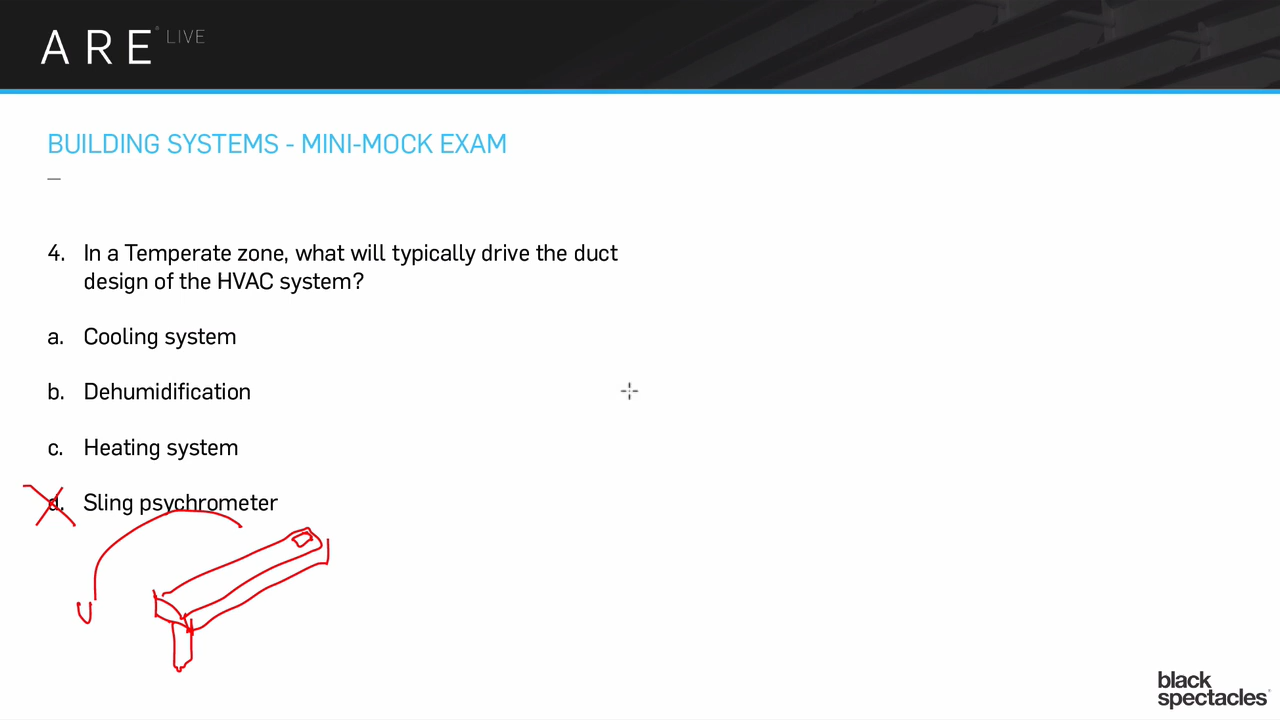 ARE® LIVE
BUILDING SYSTEMS - MINI-MOCK EXAM
4. In a Temperate zone, what will typically drive the duct
design of the HVAC system?
a. Cooling system
b. Dehumidification
c. Heating system
d. Sling psychrometer
black
spectacles